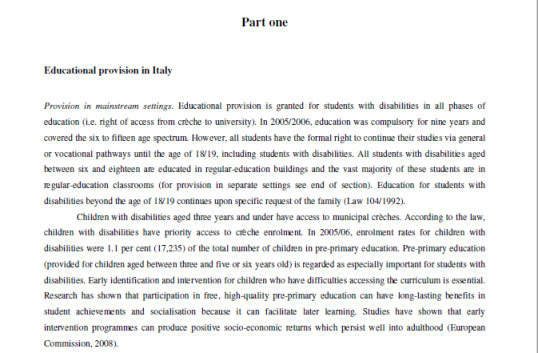 Part one
Educational provision in Italy
Provision in mainstream settings. Educational provision is granted for students with disabilities in all phases of
education (i.e. right of access from crèche to university). In 2005/2006, education was compulsory for nine years and
covered the six to fifteen age spectrum. However, all students have the formal right to continue their studies via general
or vocational pathways until the age of 18/19, including students with disabilities. All students with disabilities aged
between six and eighteen are educated in regular-education buildings and the vast majority of these students are in
regular-education classrooms (for provision in separate settings see end of section). Education for students with
disabilities beyond the age of 18/19 continues upon specific request of the family (Law 104/1992).
Children with disabilities aged three years and under have access to municipal crèches. According to the law,
children with disabilities have priority access to crèche enrolment. In 2005/06, enrolment rates for children with
disabilities were 1.1 per cent (17,235) of the total number of children in pre-primary education. Pre-primary education
(provided for children aged between three and five or six years old) is regarded as especially important for students with
disabilities. Early identification and intervention for children who have difficulties accessing the curriculum is essential.
Research has shown that participation in free, high-quality pre-primary education can have long-lasting benefits in
student achievements and socialisation because it can facilitate later learning. Studies have shown that early
intervention programmes can produce positive socio-economic returns which persist well into adulthood (European
Commission, 2008).